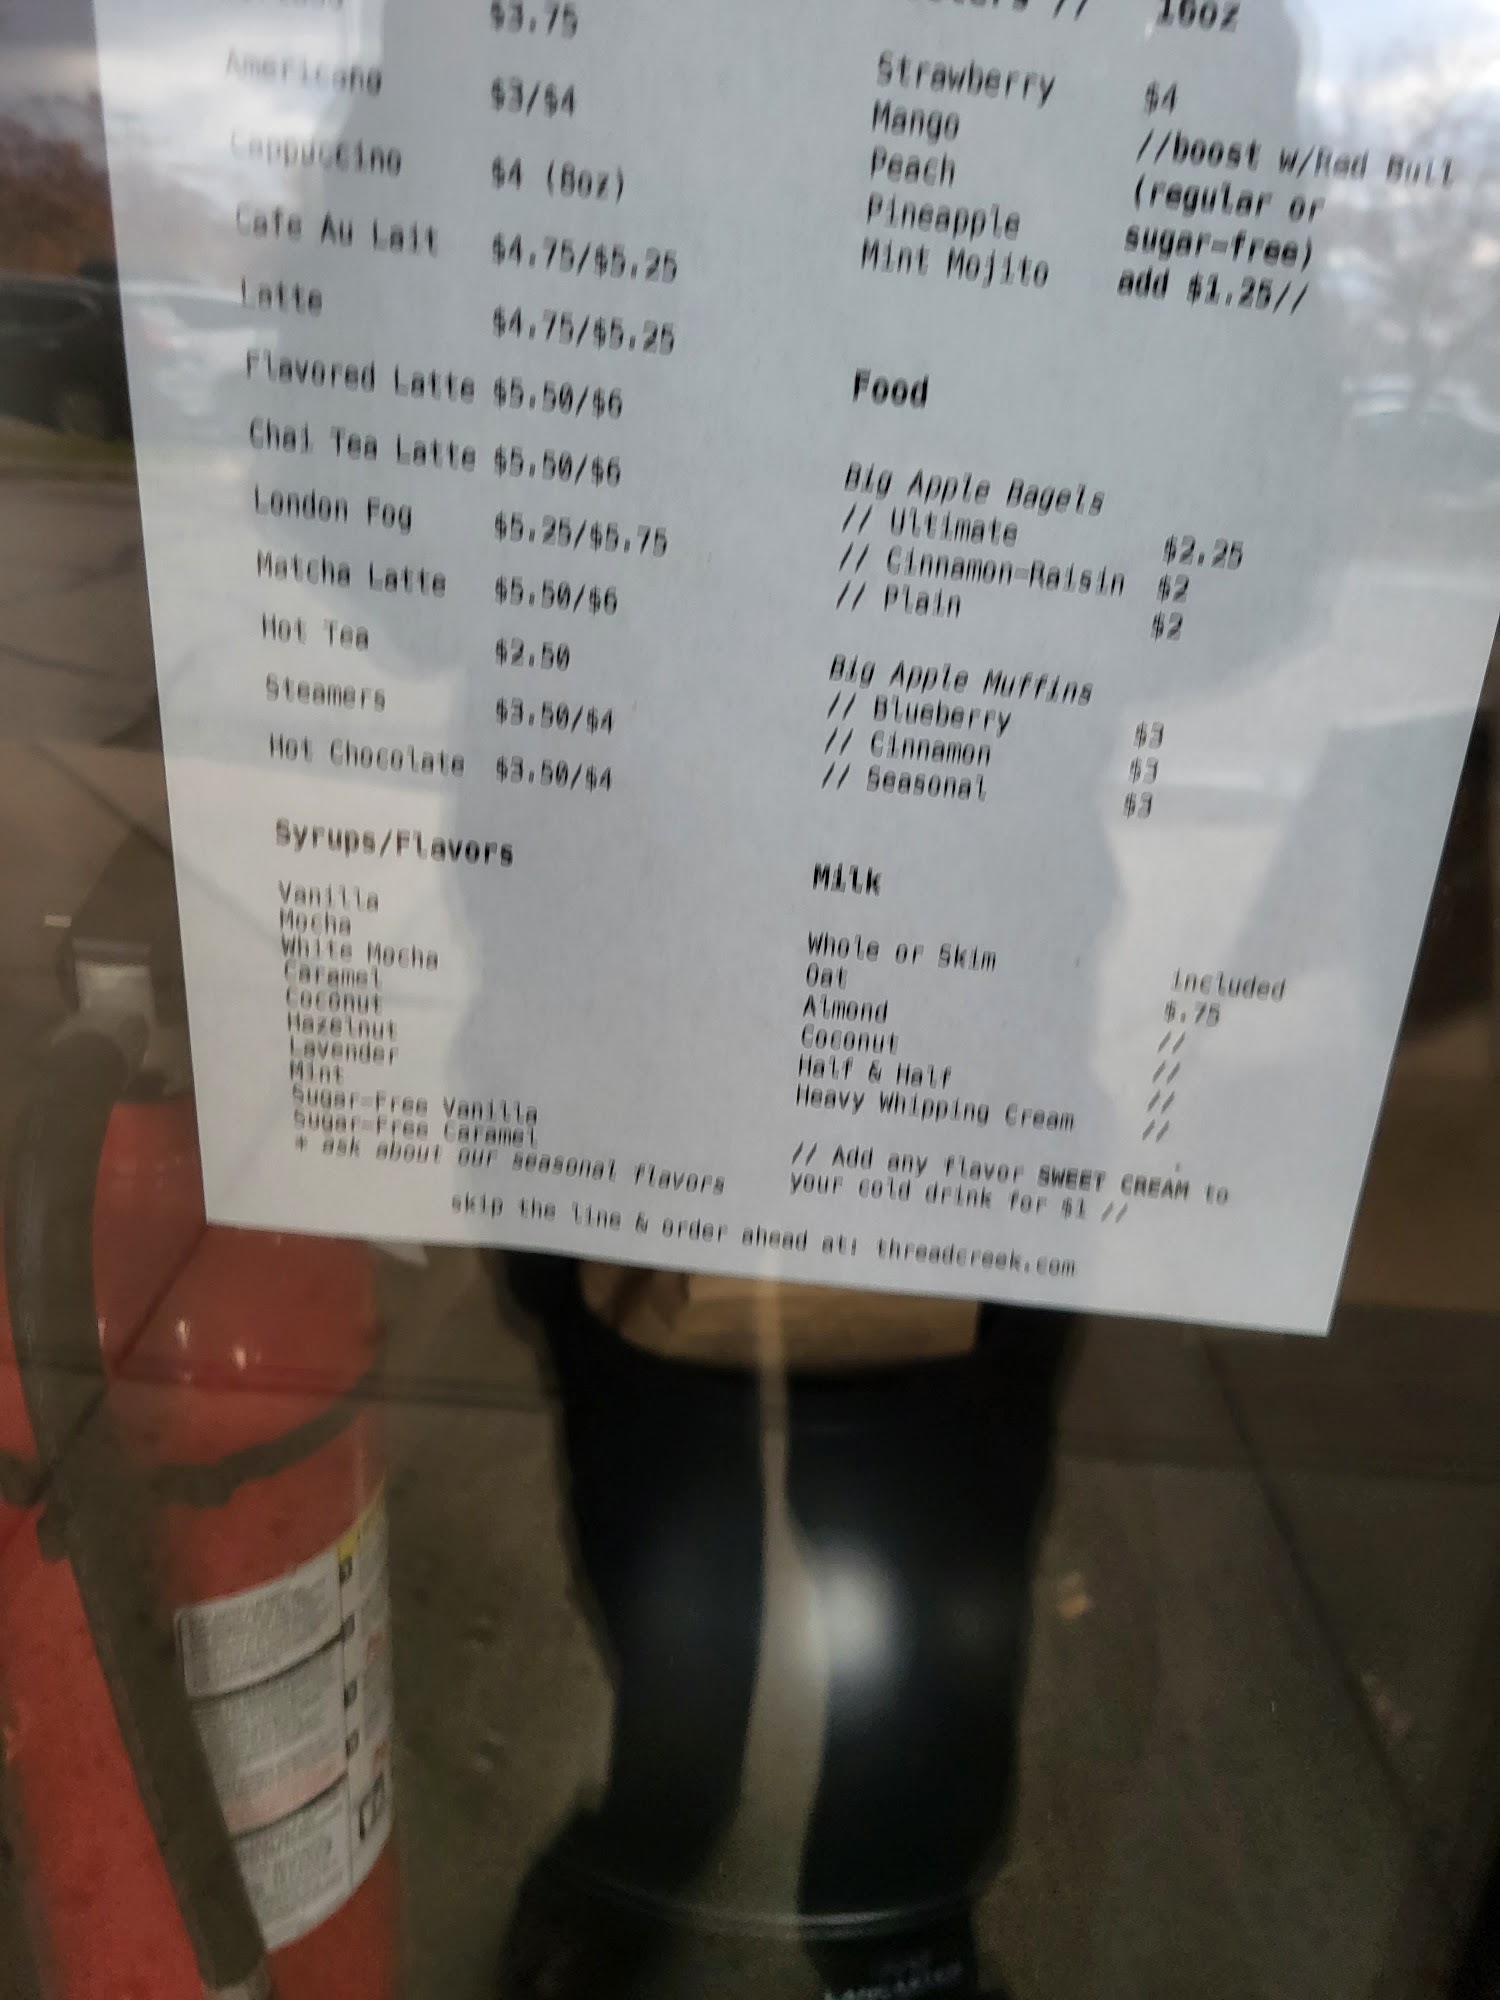 $3.75
Americano $3/$4
Cappuccino $4 (8oz)
Cafe Au Lait $4.75/$5.25
Latte $4.75/$5.25
Flavored Latte $5.50/$6
Chai Tea Latte $5.50/$6
London Fog $5.25/$5.75
Matcha Latte $5.50/$6
Hot Tea $2.50
Steamers $3.50/$4
Hot Chocolate $3.50/$4
Syrups/Flavors
Vanilla
Mocha
White Mocha
Caramel
Coconut
Hazelnut
Lavender
Mint
Sugar-Free Vanilla
Sugar-Free Caramel
* ask about our seasonal flavors
// 16oz
Strawberry $4
Mango //boost w/Red Bull
Peach (regular or
Pineapple sugar-free)
Mint Mojito add $1.25//
Food
Big Apple Bagels
// Ultimate $2.25
// Cinnamon-Raisin $2
// Plain $2
Big Apple Muffins
// Blueberry $3
// Cinnamon $3
// Seasonal $3
Milk
Whole or Skim included
Oat $.75
Almond //
Coconut //
Half & Half //
Heavy Whipping Cream //
// Add any flavor SWEET CREAM to
your cold drink for $1 //
skip the line & order ahead at: threadcreek.com